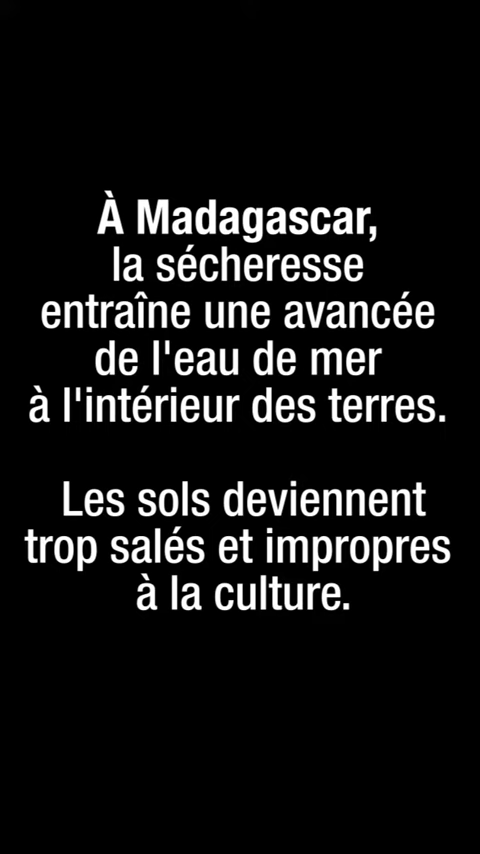 À Madagascar,
la sécheresse
entraîne une avancée
de l'eau de mer
à l'intérieur des terres.
Les sols deviennent
trop salés et impropres
à la culture.